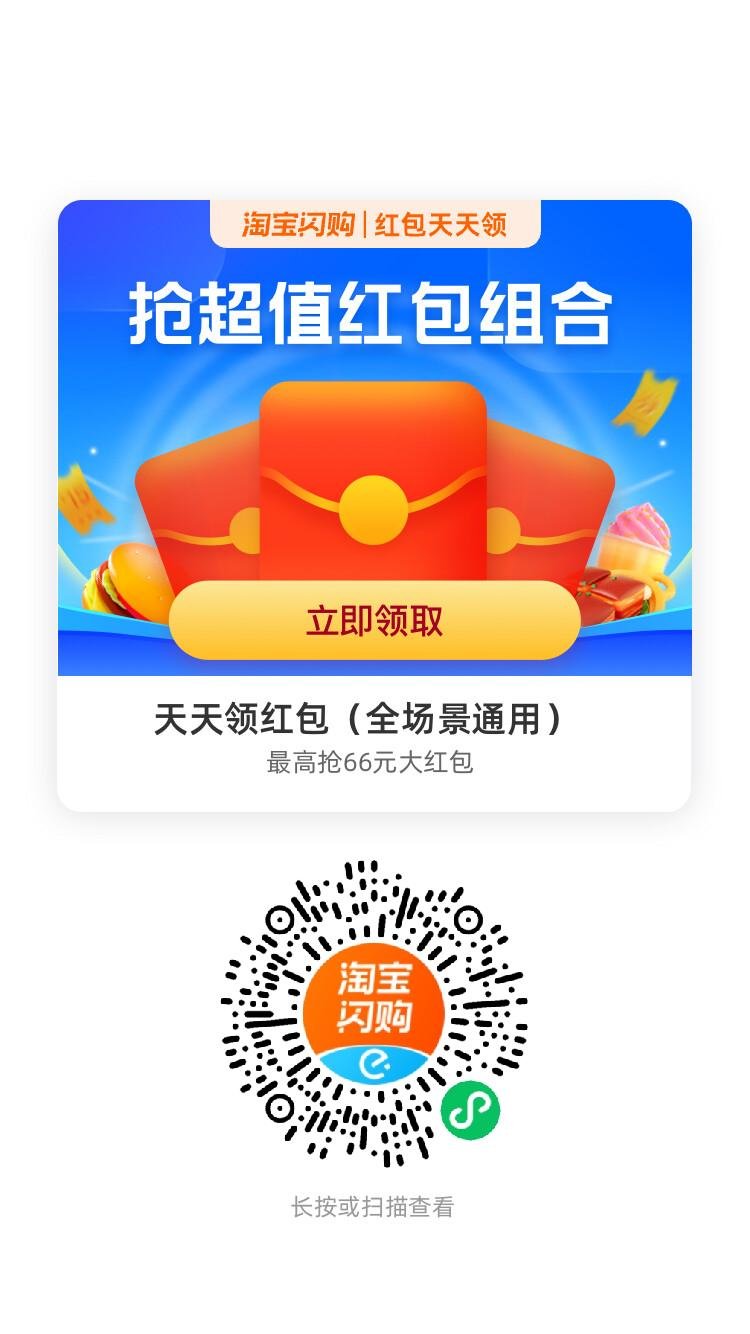 淘宝闪购|红包天天领
抢超值红包组合
立即领取
天天领红包（全场景通用）
最高抢66元大红包
淘宝
闪购
长按或扫描查看